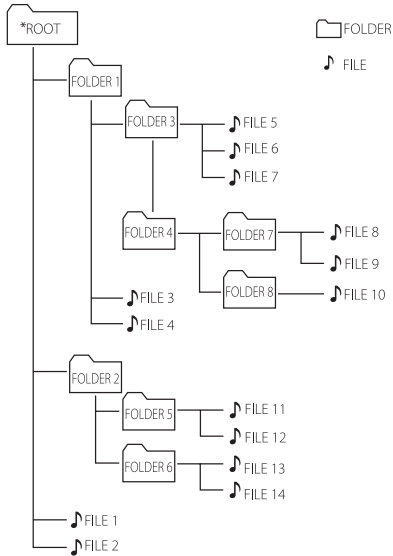 *ROOT
FOLDER
FILE
FOLDER 1
FOLDER 3
FILE 5
FILE 6
FILE 7
FOLDER 4
FOLDER 7
FILE 8
FILE 9
FOLDER 8
FILE 10
FILE 3
FILE 4
FOLDER 2
FOLDER 5
FILE 11
FILE 12
FOLDER 6
FILE 13
FILE 14
FILE 1
FILE 2